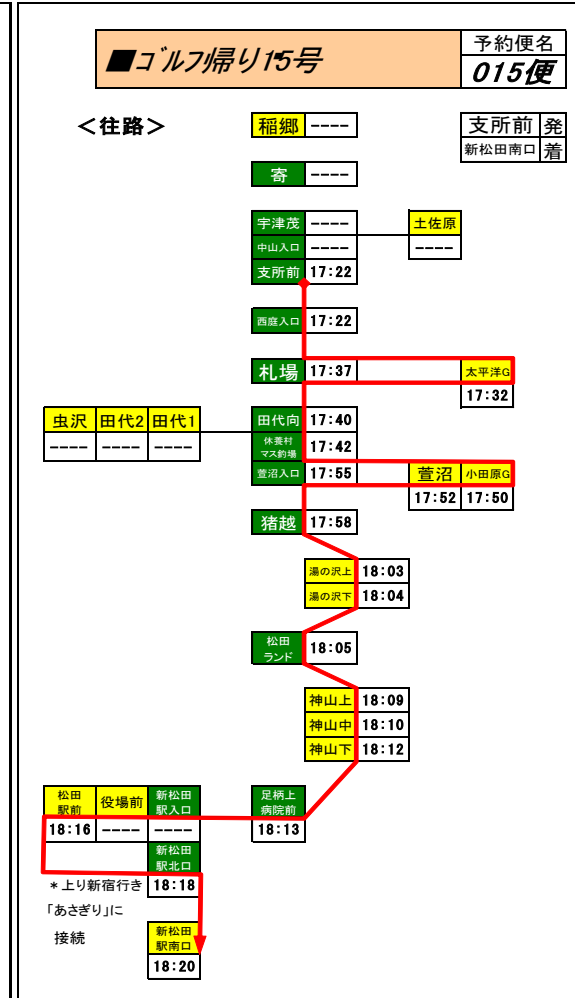 ■ゴルフ帰り15号
予約便名
015便
＜往路＞
稲郷 ----
支所前 発
新松田南口 着
寄 ----
宇津茂 ----
土佐原
中山入口 ----
----
支所前 17:22
西庭入口 17:22
札場 17:37
太平洋G
17:32
虫沢 田代2 田代1
---- ---- ----
田代向 17:40
休養村
マス釣場
17:42
萱沼入口 17:55
萱沼 小田原G
17:52 17:50
猪越 17:58
湯の沢上 18:03
湯の沢下 18:04
松田
ランド
18:05
神山上 18:09
神山中 18:10
神山下 18:12
松田
駅前
役場前
新松田
駅入口
足柄上
病院前
18:16 ---- ----
18:13
新松田
駅北口
＊上り新宿行き
18:18
「あさぎり」に
接続
新松田
駅南口
18:20